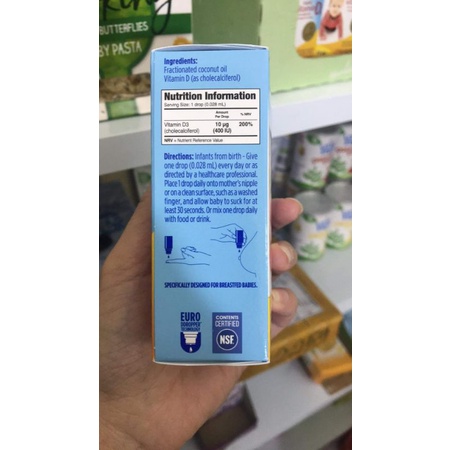 BUTTERFLIES
BY PASTA
Ingredients:
Fractionated coconut oil
Vitamin D (as cholecalciferol)
Nutrition Information
Serving Size: 1 drop (0.028 mL)
Amount Per Drop
% NRV
Vitamin D3 (cholecalciferol)
10 µg (400 IU)
200%
NRV = Nutrient Reference Value
Directions: Infants from birth - Give
one drop (0.028 mL) every day or as
directed by a healthcare professional.
Place 1 drop daily onto mother's nipple
or on a clean surface, such as a washed
finger, and allow baby to suck for at
least 30 seconds. Or mix one drop daily
with food or drink.
SPECIFICALLY DESIGNED FOR BREASTFED BABIES.
EURO
CONTENTS
CERTIFIED
NSF